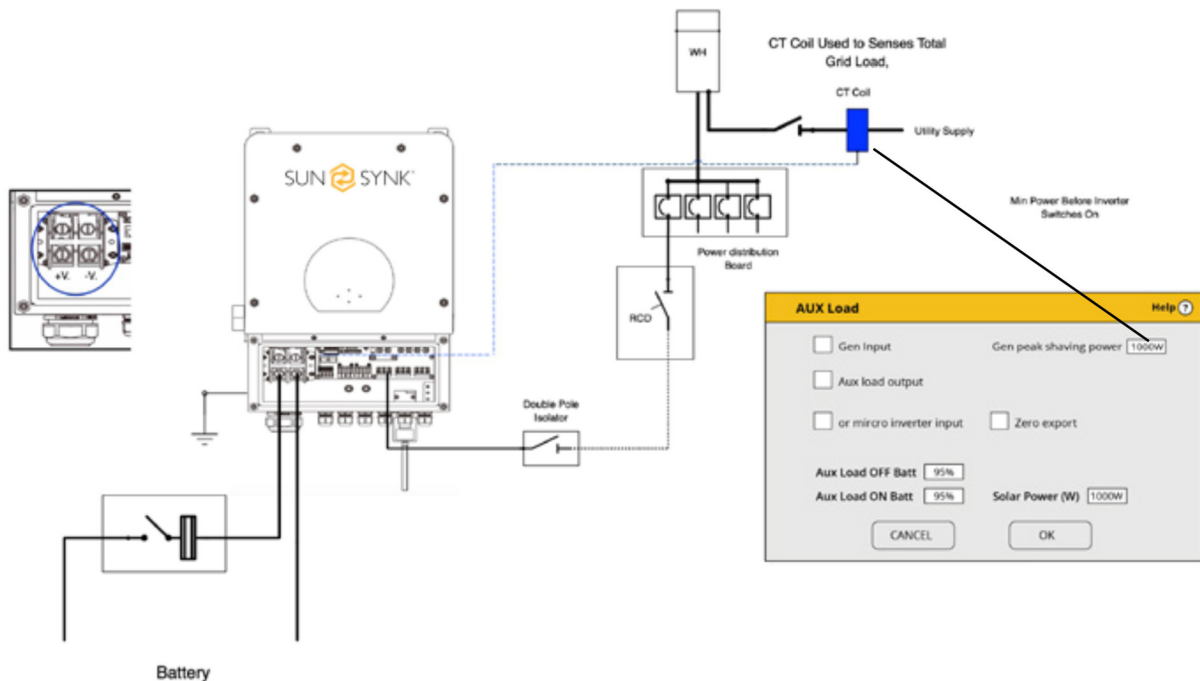 WH
CT Coil Used to Senses Total
Grid Load,
CT Coil
Utility Supply
SUN SYNK
+V. -V.
Power distribution
Board
Min Power Before Inverter
Switches On
RCD
Double Pole
Isolator
AUX Load
Help ?
Gen Input
Gen peak shaving power 1000W
Aux load output
or mircro inverter input
Zero export
Aux Load OFF Batt 95%
Aux Load ON Batt 95%
Solar Power (W) 1000W
CANCEL
OK
Battery